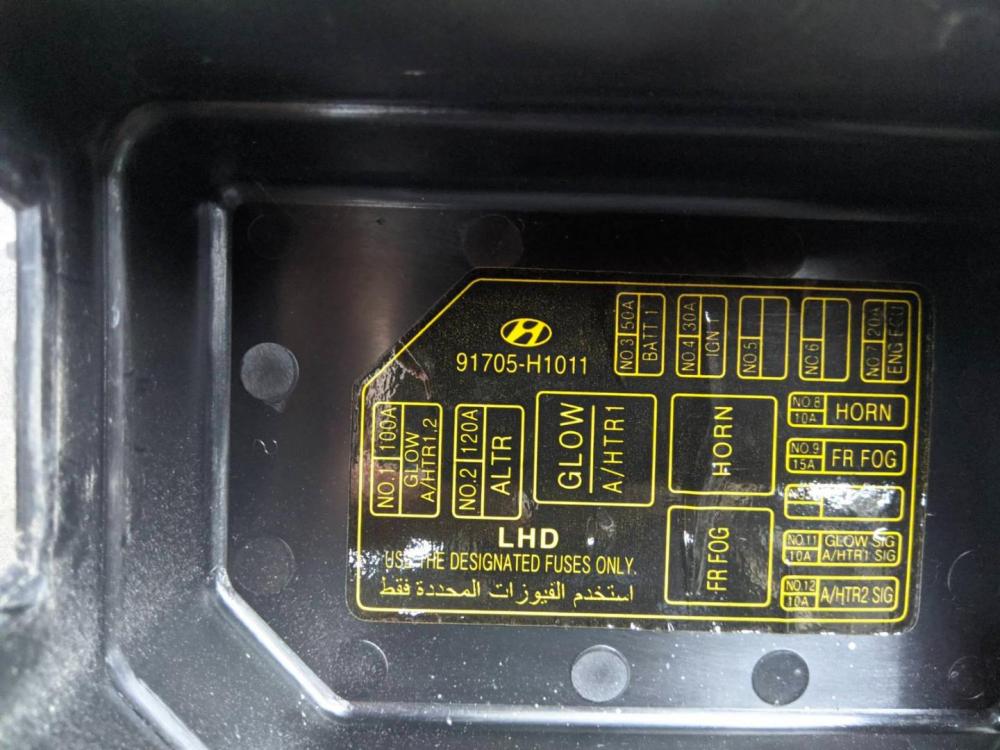 91705-H1011
NO.3 50A
BATT 1
NO.4 30A
IGN 1
NO.5
NO.6
NO.7 20A
ENG ECU
NO.1 100A
GLOW
A/HTR1.2
NO.2 120A
ALTR
GLOW
A/HTR1
HORN
NO.8
10A
HORN
NO.9
15A
FR FOG
FR FOG
NO.11
10A
GLOW SIG
A/HTR1 SIG
NO.12
10A
A/HTR2 SIG
LHD
USE THE DESIGNATED FUSES ONLY.
استخدم الفيوزات المحددة فقط